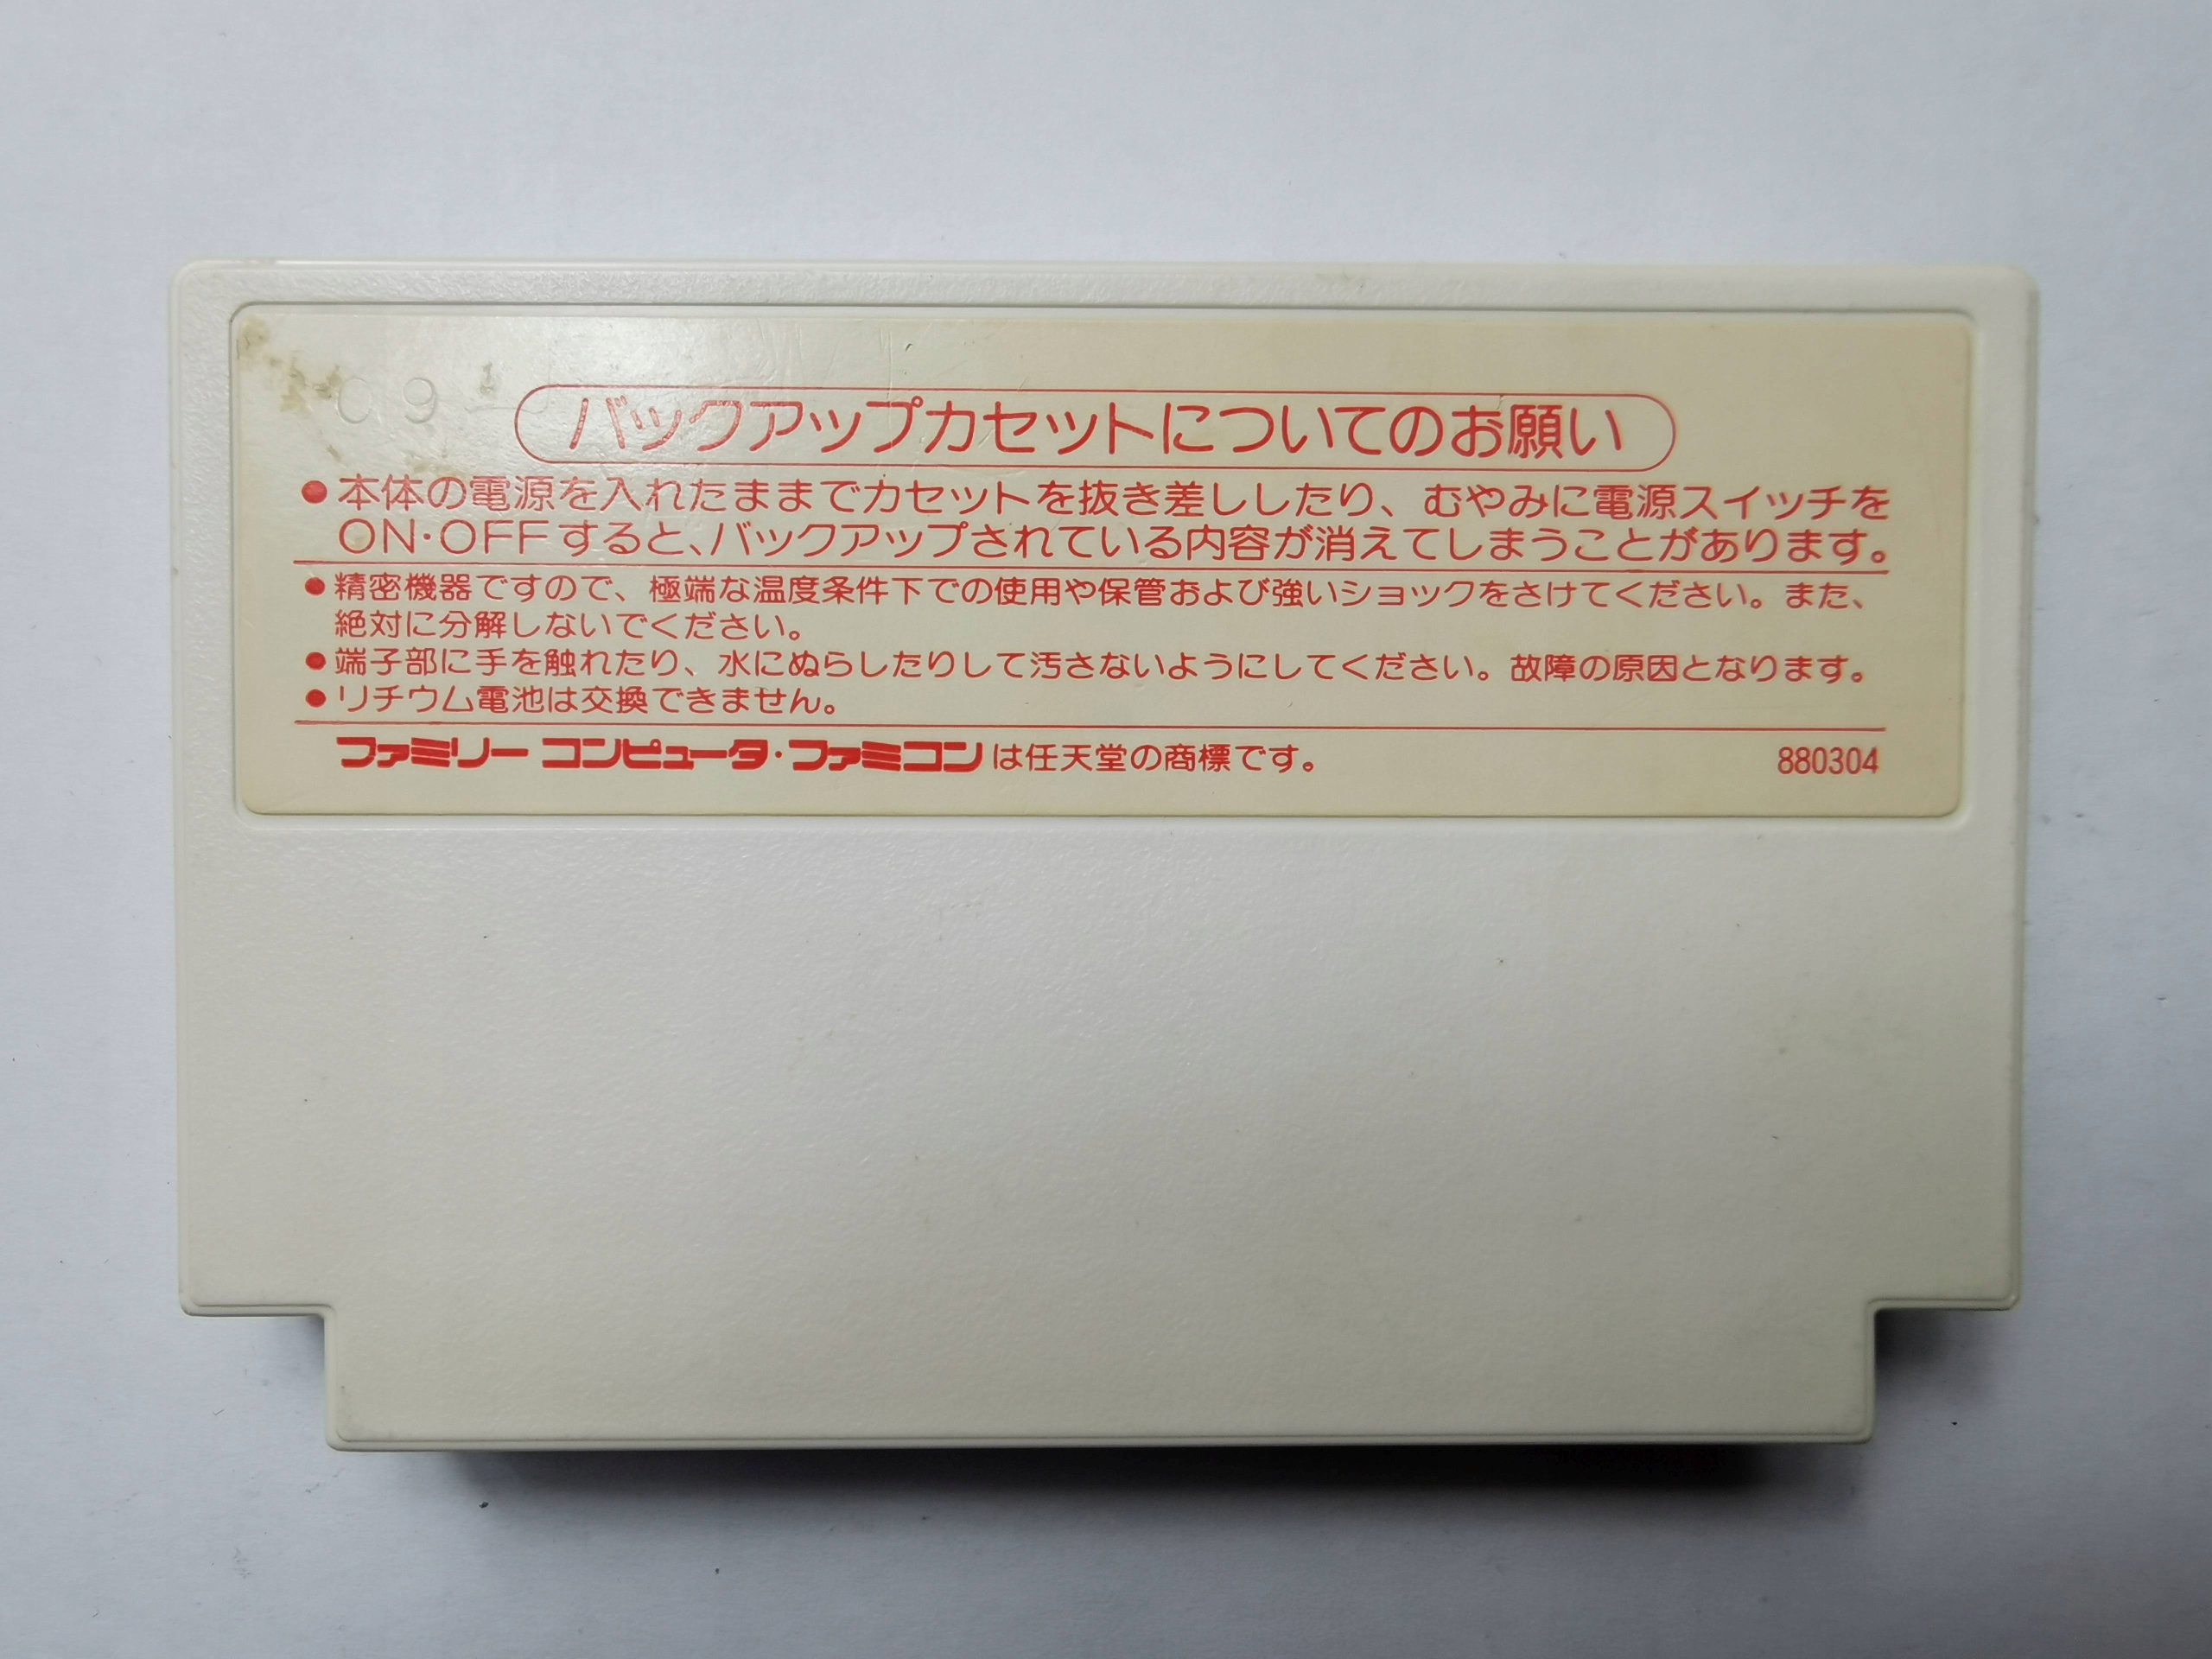 09
1
バックアップカセットについてのお願い
●本体の電源を入れたままでカセットを抜き差ししたり、むやみに電源スイッチを
ON・OFFすると、バックアップされている内容が消えてしまうことがあります。
●精密機器ですので、極端な温度条件下での使用や保管および強いショックをさけてください。また、
絶対に分解しないでください。
●端子部に手を触れたり、水にぬらしたりして汚さないようにしてください。故障の原因となります。
●リチウム電池は交換できません。
ファミリーコンピュータ・ファミコンは任天堂の商標です。 880304